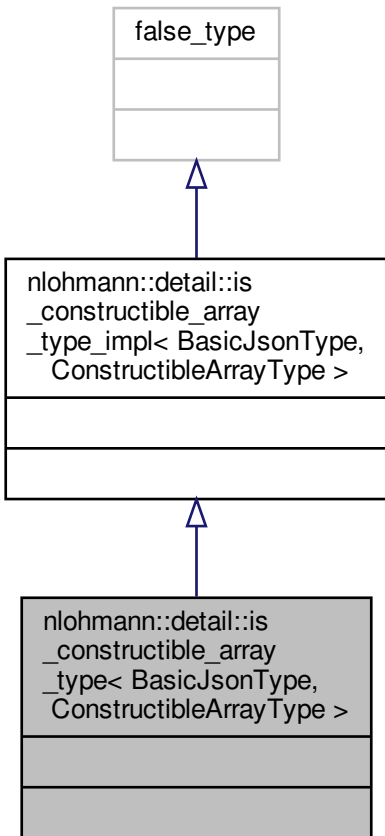 false_type
nlohmann::detail::is
_constructible_array
_type_impl< BasicJsonType,
ConstructibleArrayType >
nlohmann::detail::is
_constructible_array
_type< BasicJsonType,
ConstructibleArrayType >